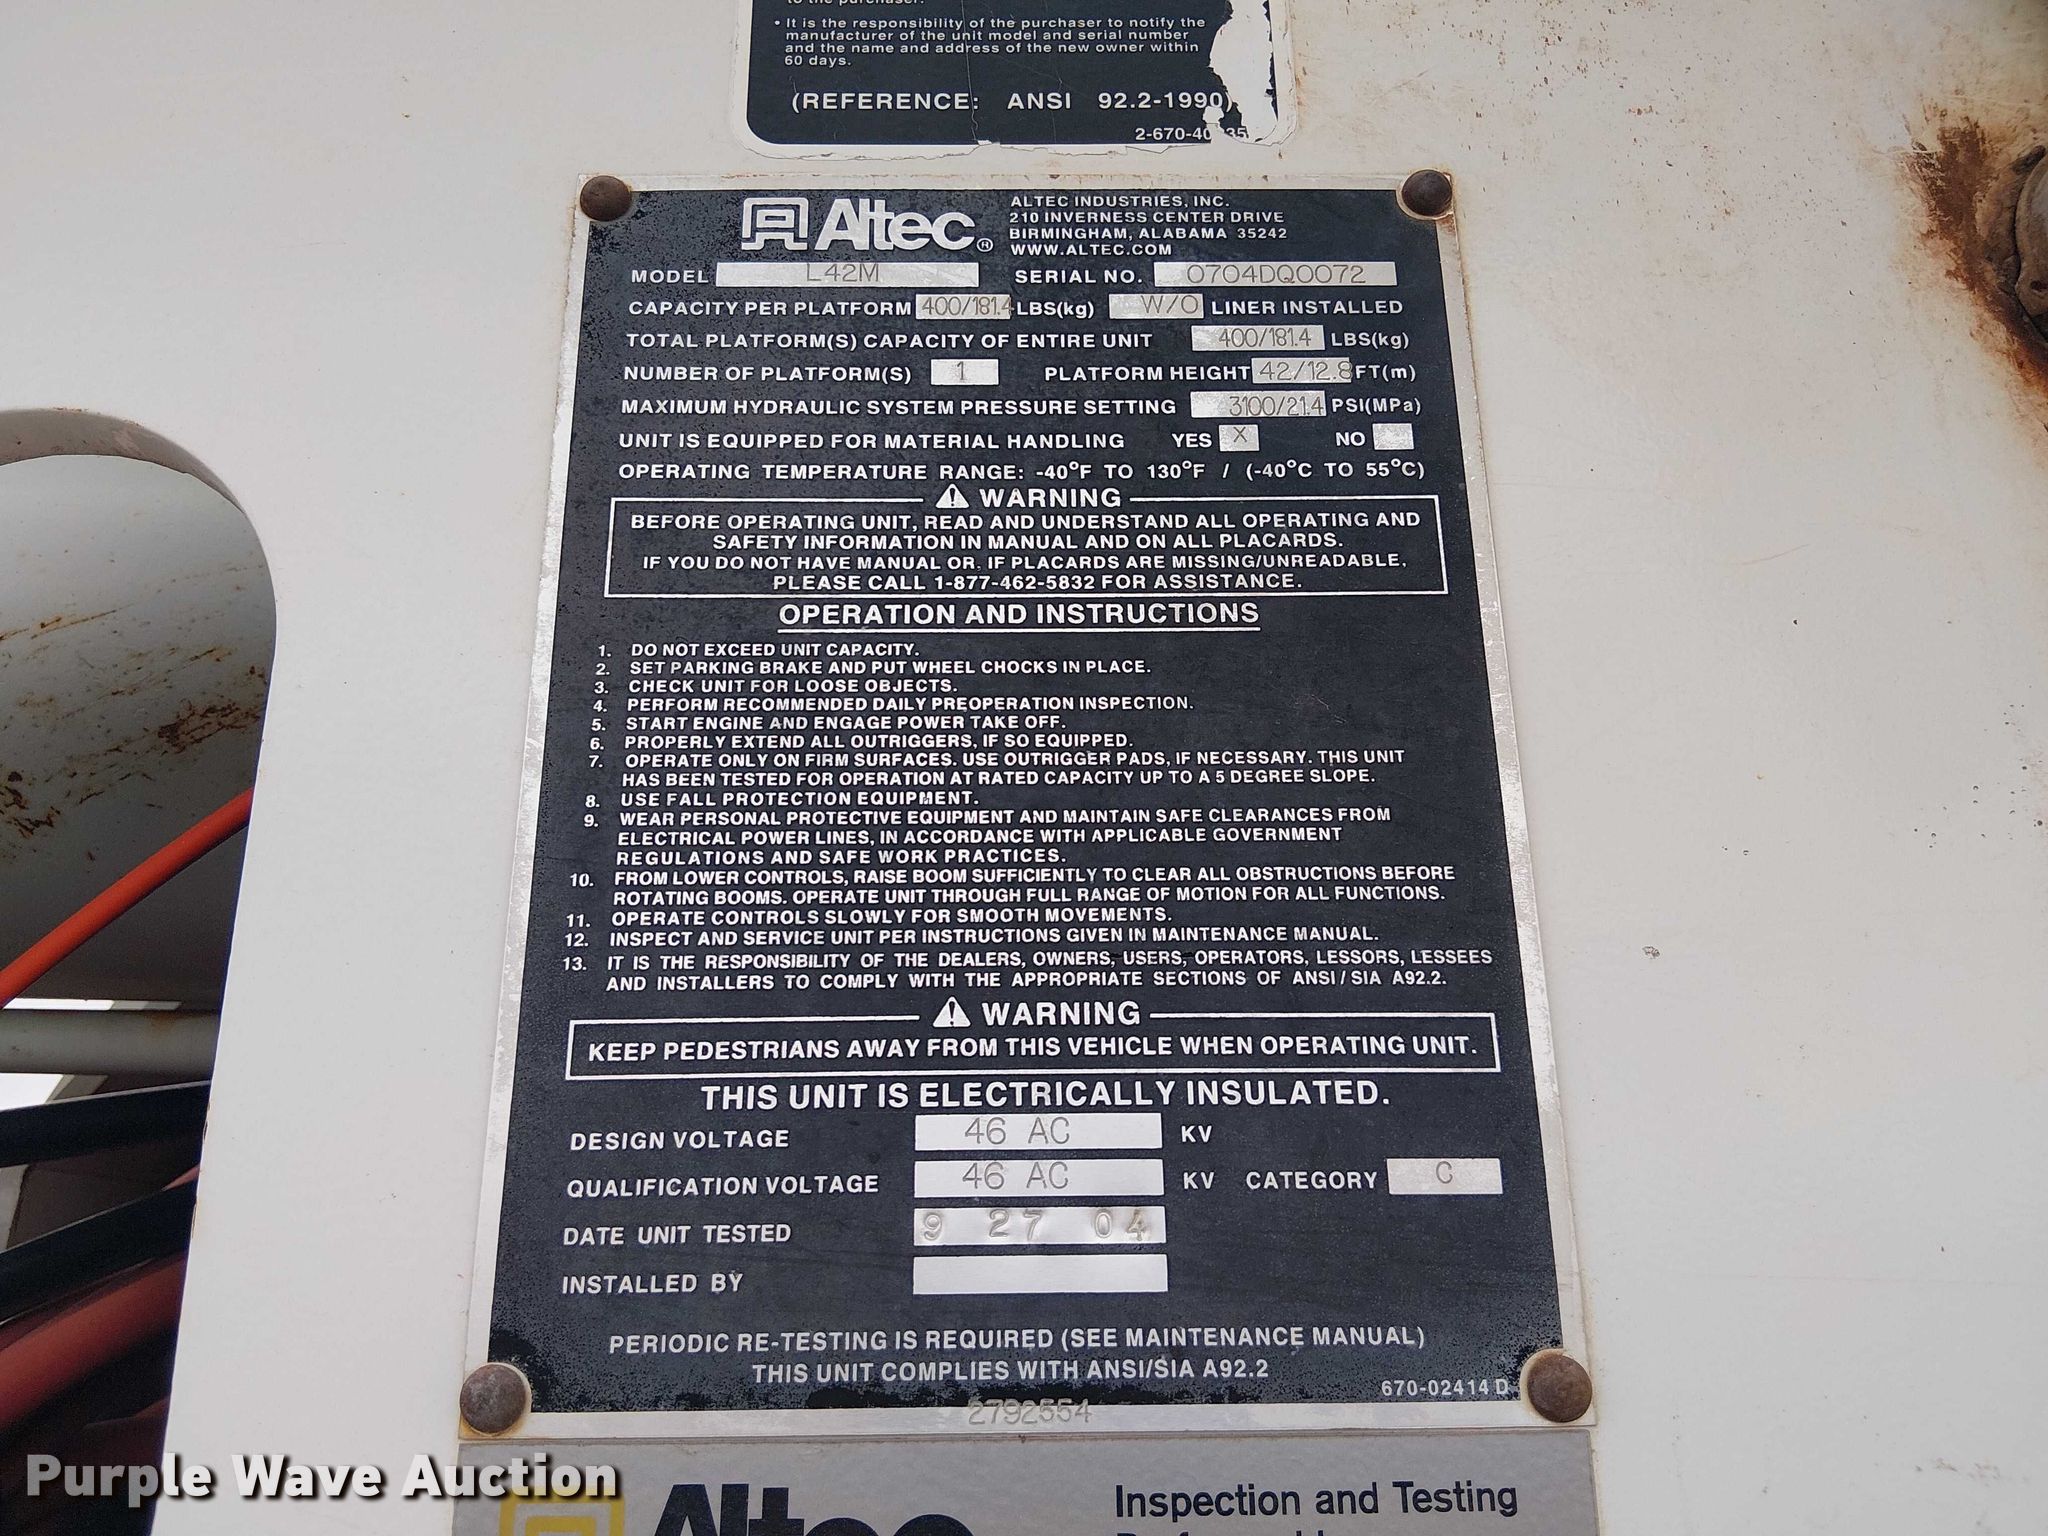 to the purchaser.
• It is the responsibility of the purchaser to notify the
manufacturer of the unit model and serial number
and the name and address of the new owner within
60 days.
(REFERENCE: ANSI 92.2-1990)
Altec®
ALTEC INDUSTRIES, INC.
210 INVERNESS CENTER DRIVE
BIRMINGHAM, ALABAMA 35242
WWW.ALTEC.COM
MODEL L42M SERIAL NO. 0704DQ0072
CAPACITY PER PLATFORM 400/181.4 LBS(kg) W/O LINER INSTALLED
TOTAL PLATFORM(S) CAPACITY OF ENTIRE UNIT 400/181.4 LBS(kg)
NUMBER OF PLATFORM(S) 1 PLATFORM HEIGHT 42/12.8 FT(m)
MAXIMUM HYDRAULIC SYSTEM PRESSURE SETTING 3100/21.4 PSI(MPa)
UNIT IS EQUIPPED FOR MATERIAL HANDLING YES X NO
OPERATING TEMPERATURE RANGE: -40°F TO 130°F / (-40°C TO 55°C)
WARNING
BEFORE OPERATING UNIT, READ AND UNDERSTAND ALL OPERATING AND
SAFETY INFORMATION IN MANUAL AND ON ALL PLACARDS.
IF YOU DO NOT HAVE MANUAL OR. IF PLACARDS ARE MISSING/UNREADABLE,
PLEASE CALL 1-877-462-5832 FOR ASSISTANCE.
OPERATION AND INSTRUCTIONS
1. DO NOT EXCEED UNIT CAPACITY.
2. SET PARKING BRAKE AND PUT WHEEL CHOCKS IN PLACE.
3. CHECK UNIT FOR LOOSE OBJECTS.
4. PERFORM RECOMMENDED DAILY PREOPERATION INSPECTION.
5. START ENGINE AND ENGAGE POWER TAKE OFF.
6. PROPERLY EXTEND ALL OUTRIGGERS, IF SO EQUIPPED.
7. OPERATE ONLY ON FIRM SURFACES. USE OUTRIGGER PADS, IF NECESSARY. THIS UNIT
HAS BEEN TESTED FOR OPERATION AT RATED CAPACITY UP TO A 5 DEGREE SLOPE.
8. USE FALL PROTECTION EQUIPMENT.
9. WEAR PERSONAL PROTECTIVE EQUIPMENT AND MAINTAIN SAFE CLEARANCES FROM
ELECTRICAL POWER LINES, IN ACCORDANCE WITH APPLICABLE GOVERNMENT
REGULATIONS AND SAFE WORK PRACTICES.
10. FROM LOWER CONTROLS, RAISE BOOM SUFFICIENTLY TO CLEAR ALL OBSTRUCTIONS BEFORE
ROTATING BOOMS. OPERATE UNIT THROUGH FULL RANGE OF MOTION FOR ALL FUNCTIONS.
11. OPERATE CONTROLS SLOWLY FOR SMOOTH MOVEMENTS.
12. INSPECT AND SERVICE UNIT PER INSTRUCTIONS GIVEN IN MAINTENANCE MANUAL.
13. IT IS THE RESPONSIBILITY OF THE DEALERS, OWNERS, USERS, OPERATORS, LESSORS, LESSEES
AND INSTALLERS TO COMPLY WITH THE APPROPRIATE SECTIONS OF ANSI/SIA A92.2.
WARNING
KEEP PEDESTRIANS AWAY FROM THIS VEHICLE WHEN OPERATING UNIT.
THIS UNIT IS ELECTRICALLY INSULATED.
DESIGN VOLTAGE 46 AC KV
QUALIFICATION VOLTAGE 46 AC KV CATEGORY C
DATE UNIT TESTED 9 27 04
INSTALLED BY
PERIODIC RE-TESTING IS REQUIRED (SEE MAINTENANCE MANUAL)
THIS UNIT COMPLIES WITH ANSI/SIA A92.2
670-02414 D
2792554
Purple Wave Auction
Altec
Inspection and Testing